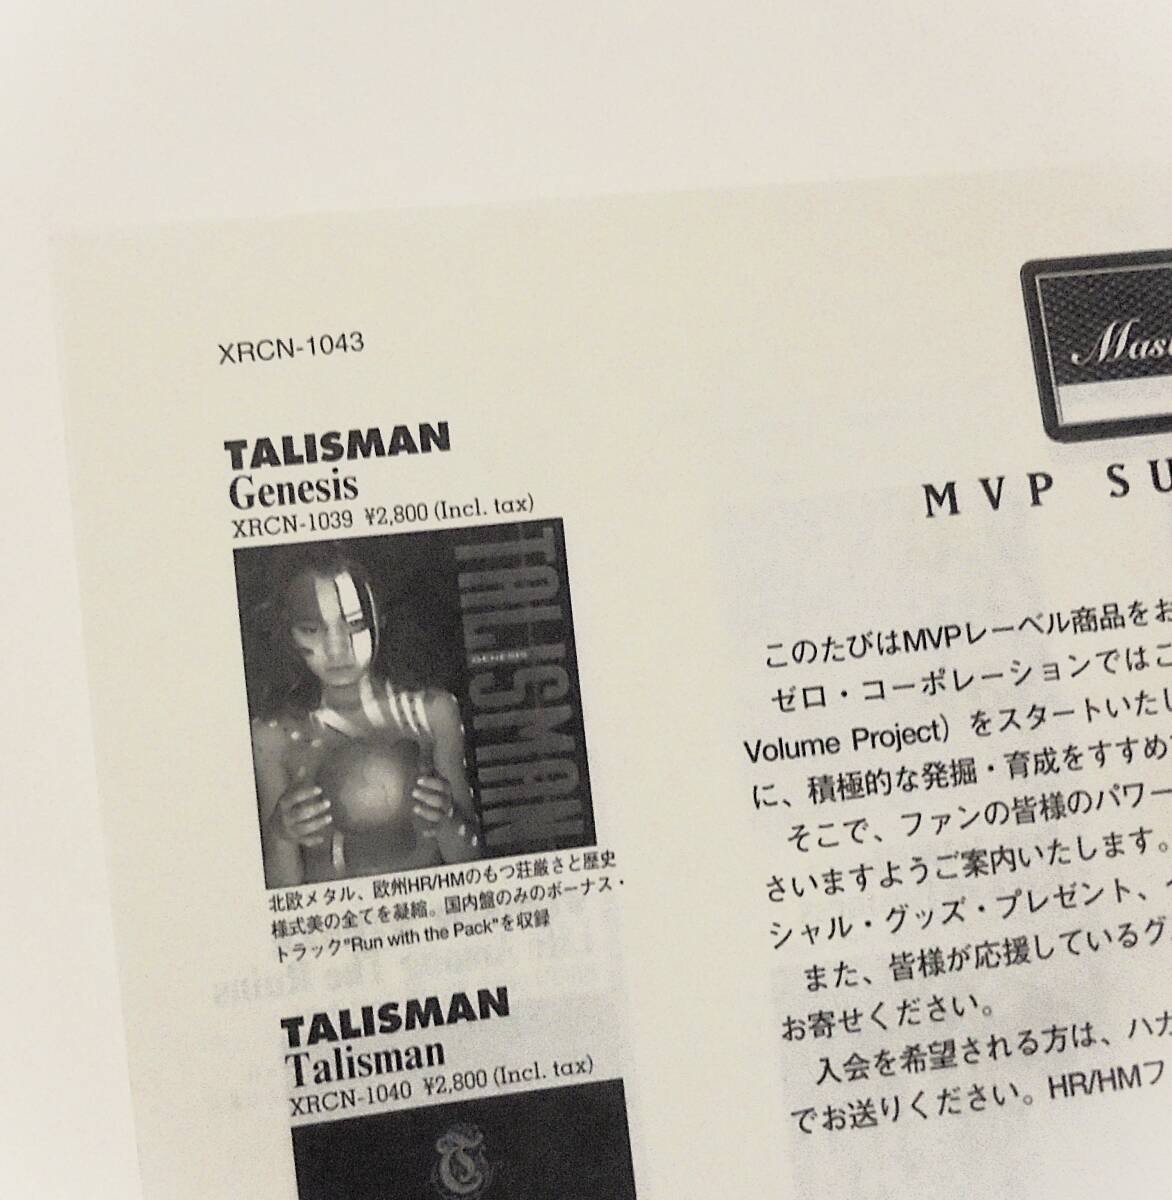 XRCN-1043
TALISMAN
Genesis
XRCN-1039 ¥2,800 (Incl. tax)
TALISMAN
GENESIS
北欧メタル、欧州HR/HMのもつ荘厳さと歴史
様式美の全てを凝縮。国内盤のみのボーナス・
トラック"Run with the Pack"を収録
TALISMAN
Talisman
XRCN-1040 ¥2,800 (Incl. tax)
MVP SU
このたびはMVPレーベル商品をお
ゼロ・コーポレーションではこ
Volume Project）をスタートいたし
に、積極的な発掘・育成をすすめ
そこで、ファンの皆様のパワー
さいますようご案内いたします。
シャル・グッズ・プレゼント、
また、皆様が応援しているグ
お寄せください。
入会を希望される方は、ハガ
でお送りください。HR/HMフ